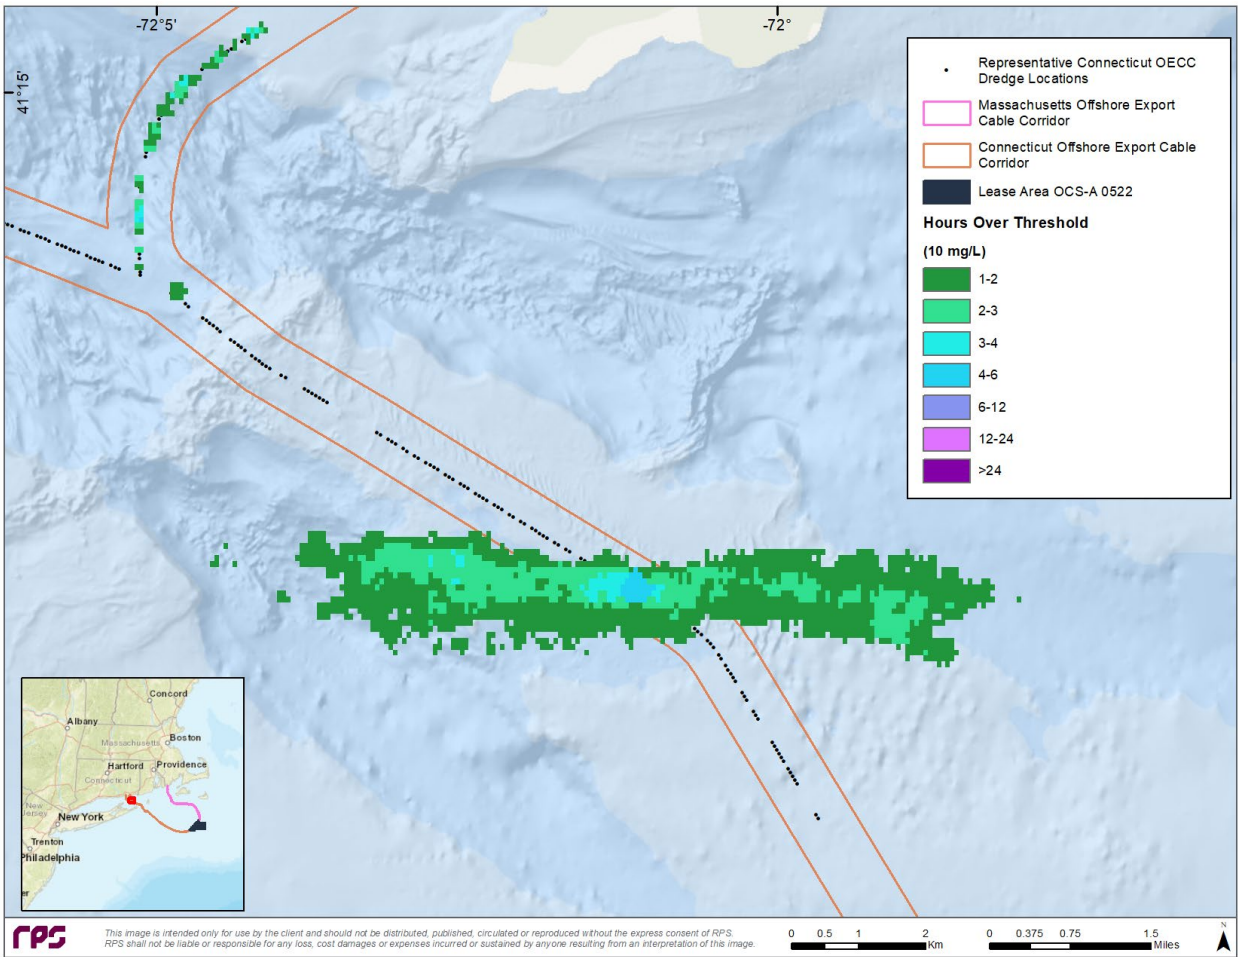 -72°5'
-72°
41°15'
Representative Connecticut OECC
Dredge Locations
Massachusetts Offshore Export
Cable Corridor
Connecticut Offshore Export Cable
Corridor
Lease Area OCS-A 0522
Hours Over Threshold
(10 mg/L)
1-2
2-3
3-4
4-6
6-12
12-24
>24
Concord
Albany
Massachusetts
Boston
Hartford
Providence
Connecticut
New
Jersey
New York
Trenton
Philadelphia
er
rps
This image is intended only for use by the client and should not be distributed, published, circulated or reproduced without the express consent of RPS.
RPS shall not be liable or responsible for any loss, cost damages or expenses incurred or sustained by anyone resulting from an interpretation of this image.
0 0.5 1 2
Km
0 0.375 0.75 1.5
Miles
N